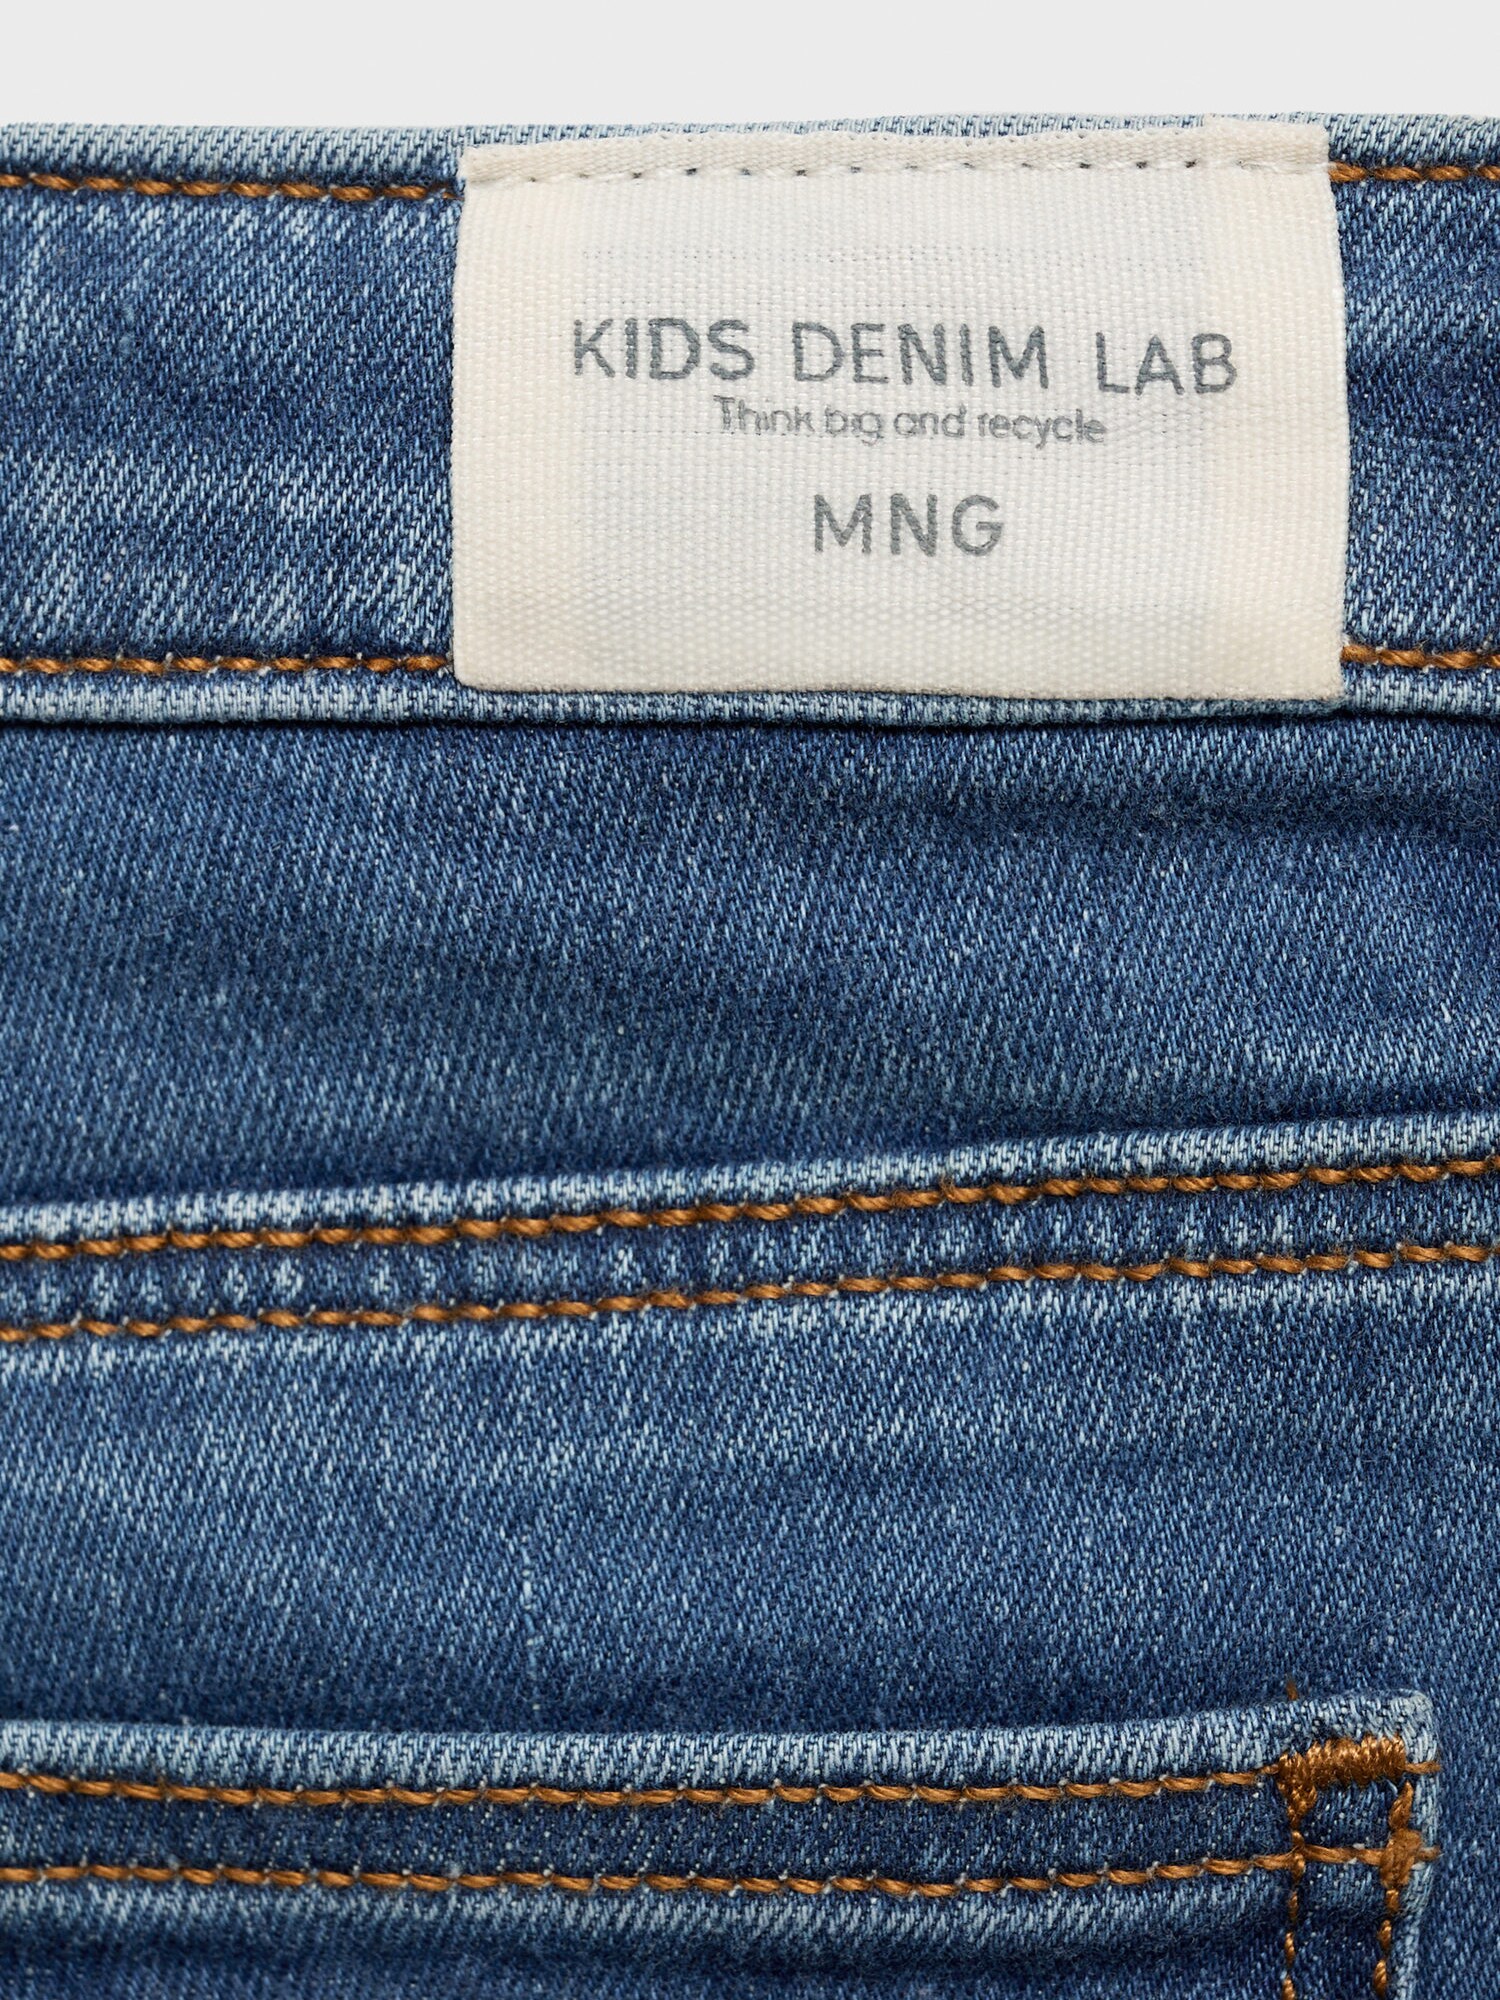 KIDS DENIM LAB
Think big and recycle
MNG